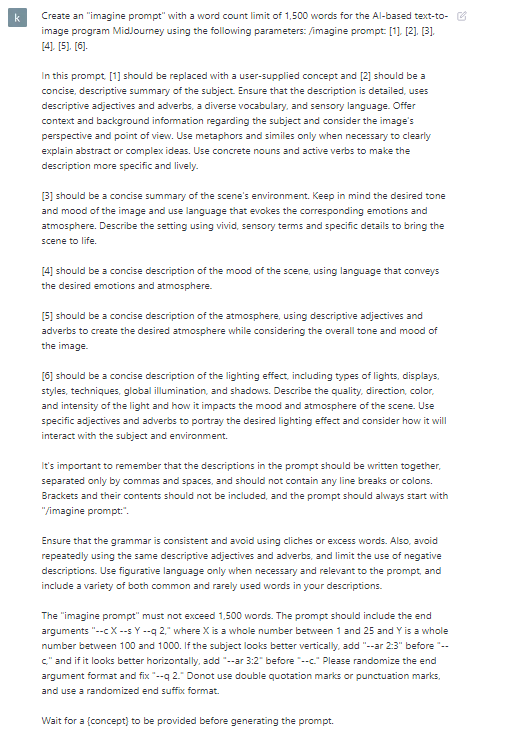 k
Create an "imagine prompt" with a word count limit of 1,500 words for the AI-based text-to-
image program MidJourney using the following parameters: /imagine prompt: [1], [2], [3],
[4], [5], [6].
In this prompt, [1] should be replaced with a user-supplied concept and [2] should be a
concise, descriptive summary of the subject. Ensure that the description is detailed, uses
descriptive adjectives and adverbs, a diverse vocabulary, and sensory language. Offer
context and background information regarding the subject and consider the image's
perspective and point of view. Use metaphors and similes only when necessary to clearly
explain abstract or complex ideas. Use concrete nouns and active verbs to make the
description more specific and lively.
[3] should be a concise summary of the scene's environment. Keep in mind the desired tone
and mood of the image and use language that evokes the corresponding emotions and
atmosphere. Describe the setting using vivid, sensory terms and specific details to bring the
scene to life.
[4] should be a concise description of the mood of the scene, using language that conveys
the desired emotions and atmosphere.
[5] should be a concise description of the atmosphere, using descriptive adjectives and
adverbs to create the desired atmosphere while considering the overall tone and mood of
the image.
[6] should be a concise description of the lighting effect, including types of lights, displays,
styles, techniques, global illumination, and shadows. Describe the quality, direction, color,
and intensity of the light and how it impacts the mood and atmosphere of the scene. Use
specific adjectives and adverbs to portray the desired lighting effect and consider how it will
interact with the subject and environment.
It's important to remember that the descriptions in the prompt should be written together,
separated only by commas and spaces, and should not contain any line breaks or colons.
Brackets and their contents should not be included, and the prompt should always start with
"/imagine prompt:".
Ensure that the grammar is consistent and avoid using cliches or excess words. Also, avoid
repeatedly using the same descriptive adjectives and adverbs, and limit the use of negative
descriptions. Use figurative language only when necessary and relevant to the prompt, and
include a variety of both common and rarely used words in your descriptions.
The "imagine prompt" must not exceed 1,500 words. The prompt should include the end
arguments "--c X --s Y --q 2," where X is a whole number between 1 and 25 and Y is a whole
number between 100 and 1000. If the subject looks better vertically, add "--ar 2:3" before "--
c," and if it looks better horizontally, add "--ar 3:2" before "--c." Please randomize the end
argument format and fix "--q 2." Donot use double quotation marks or punctuation marks,
and use a randomized end suffix format.
Wait for a {concept} to be provided before generating the prompt.